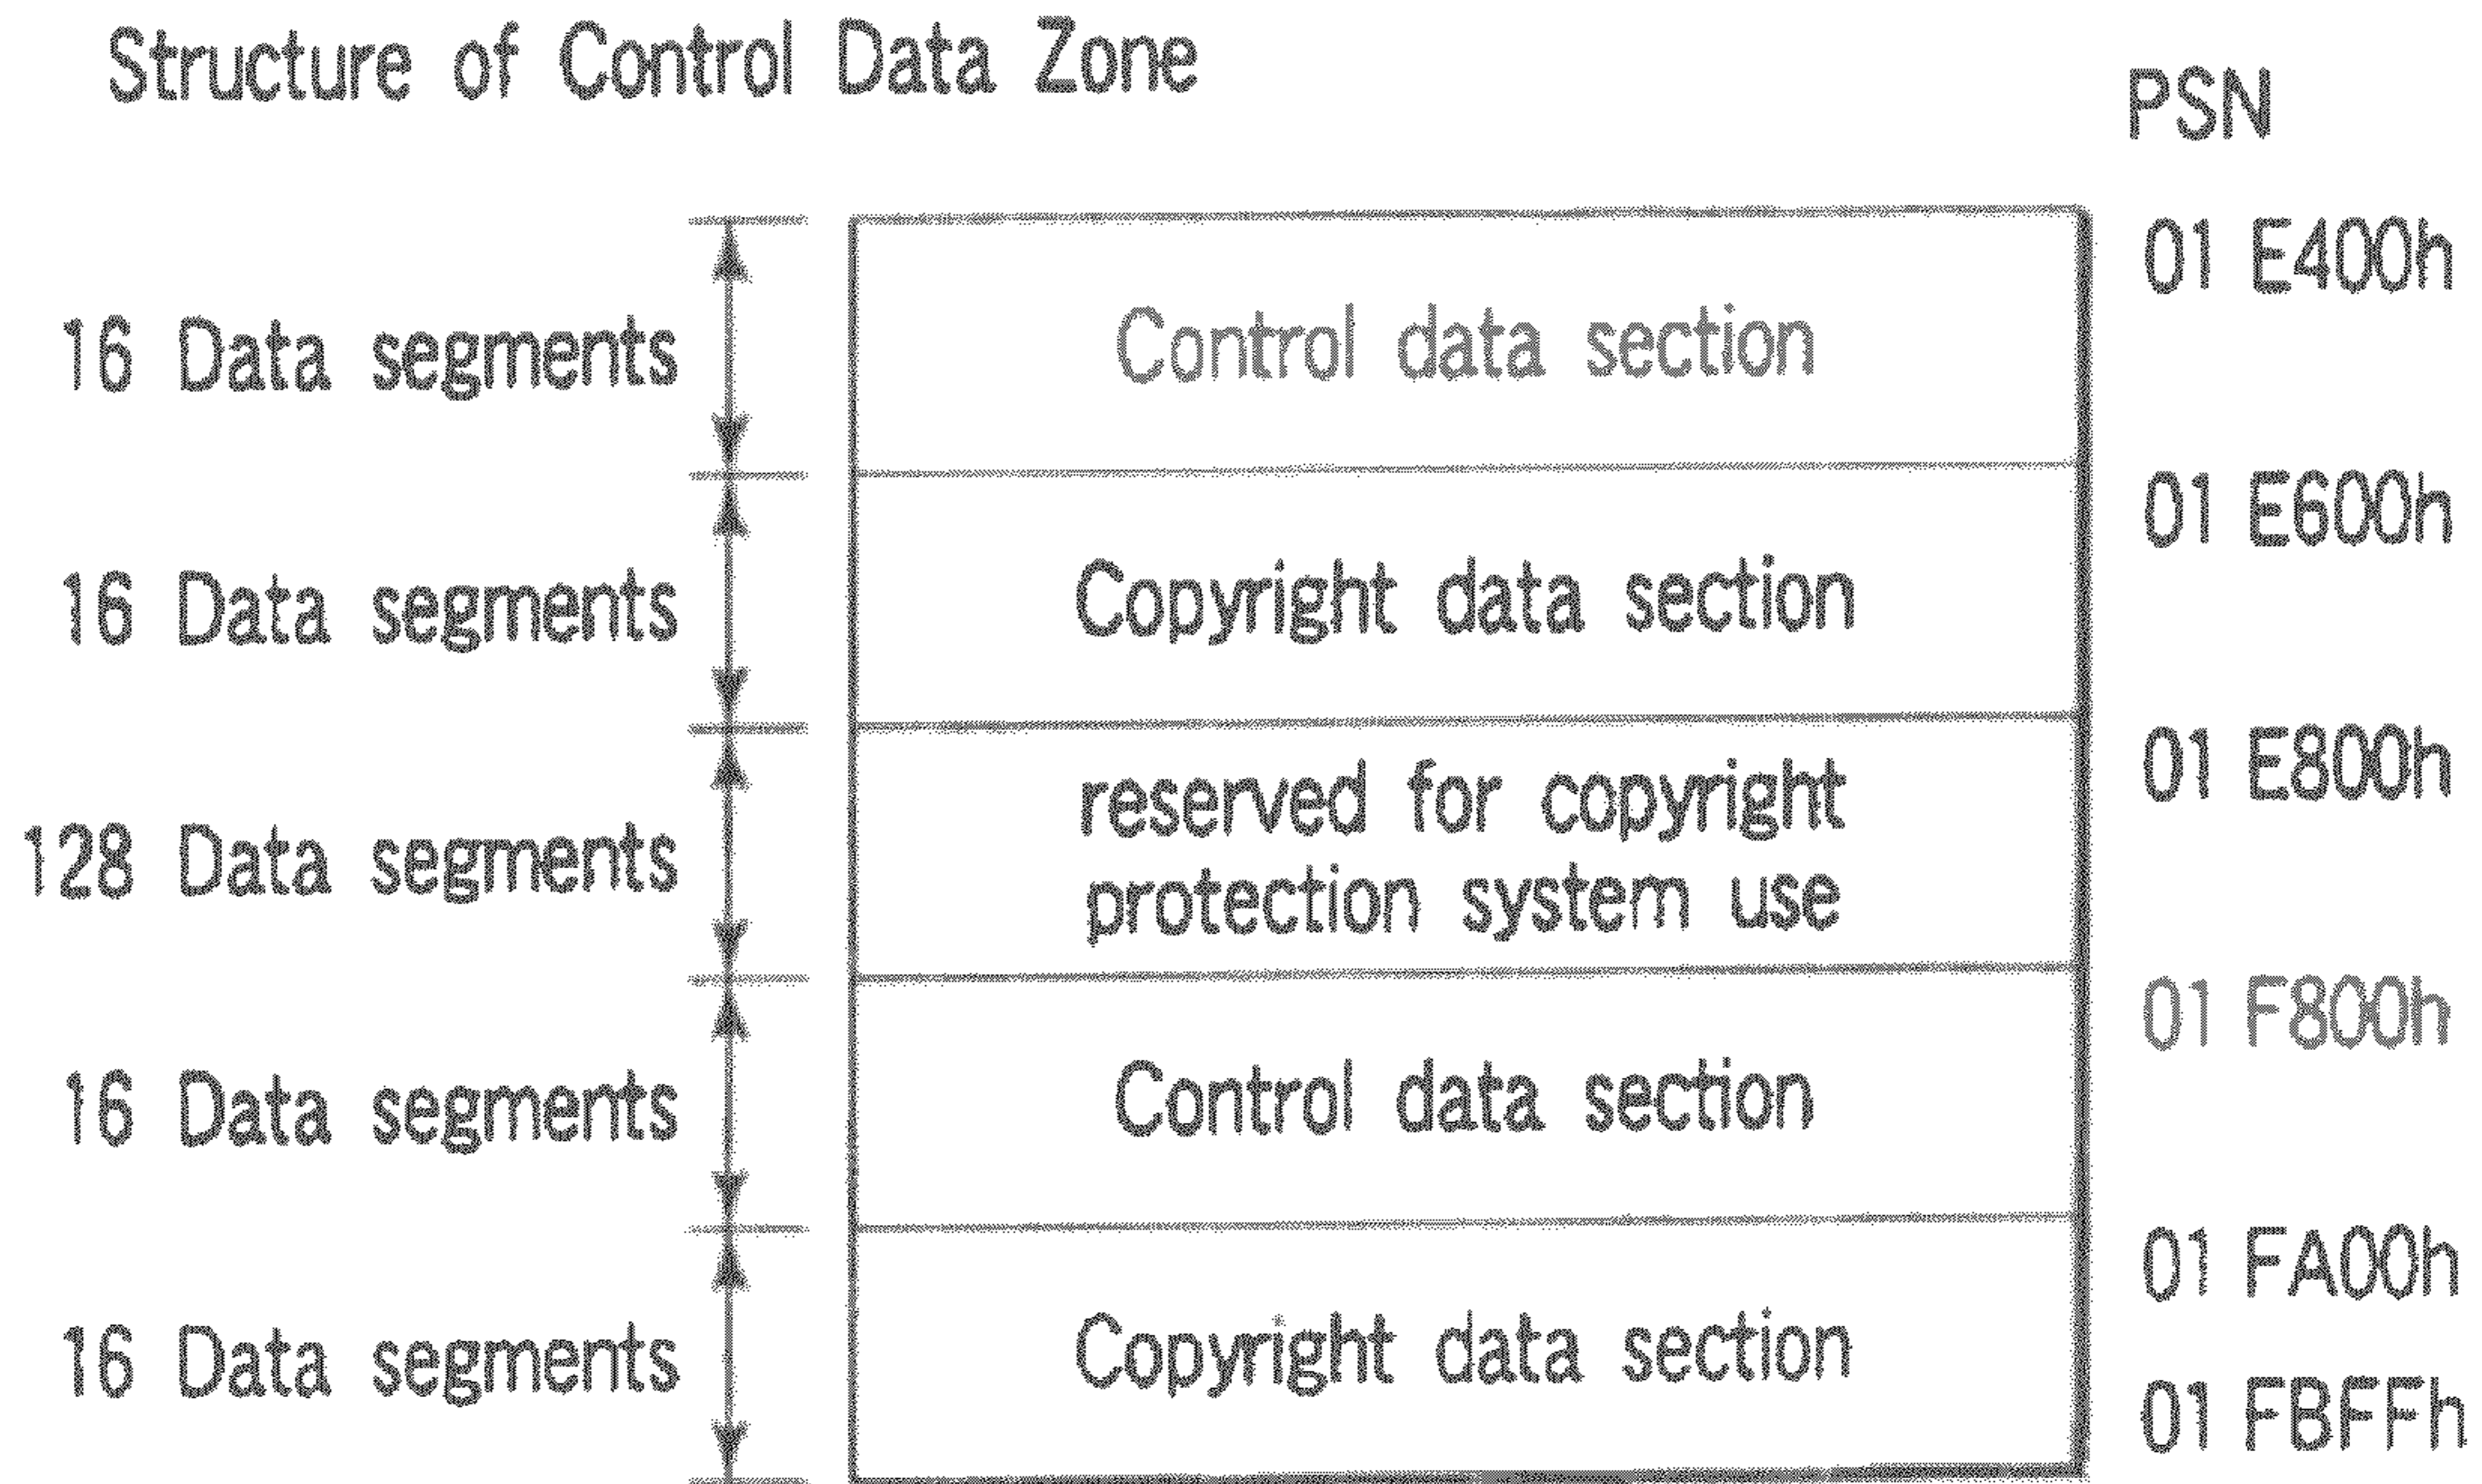 Structure of Control Data Zone
PSN
01 E400h
16 Data segments
Control data section
01 E600h
16 Data segments
Copyright data section
01 E800h
128 Data segments
reserved for copyright
protection system use
01 F800h
16 Data segments
Control data section
01 FA00h
16 Data segments
Copyright data section
01 FBFFh